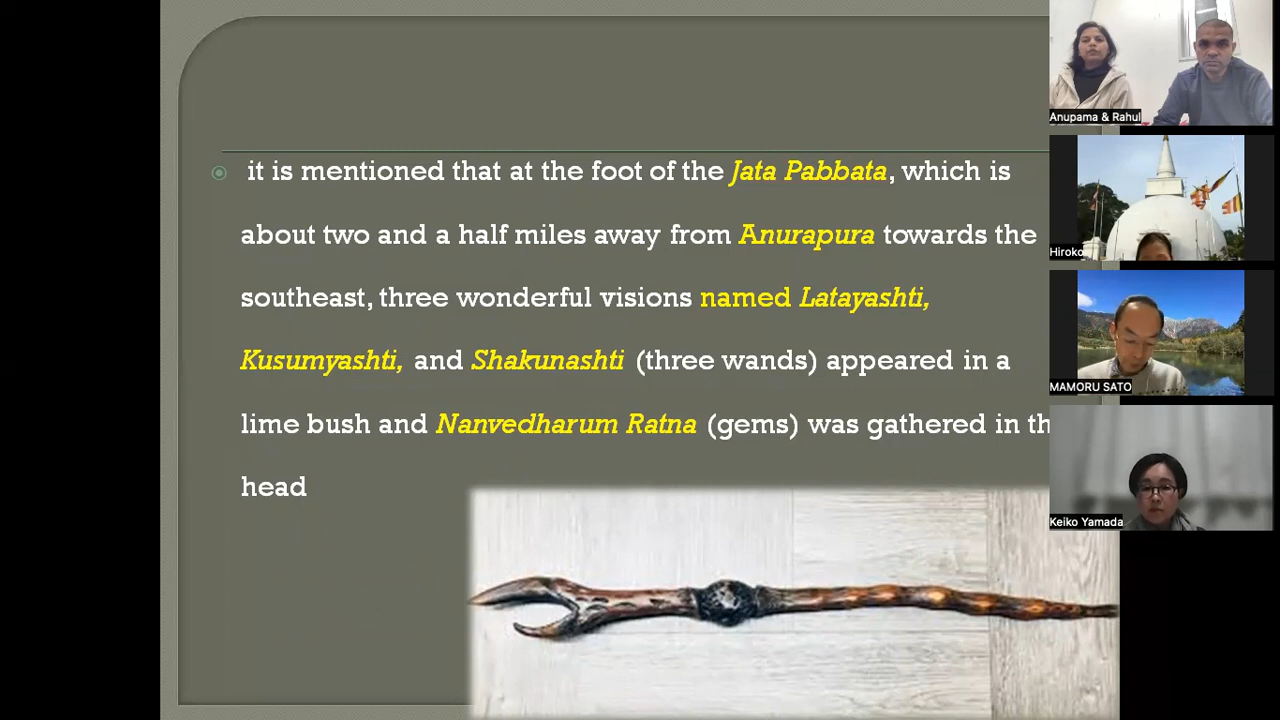 it is mentioned that at the foot of the Jata Pabbata, which is
about two and a half miles away from Anurapura towards the
southeast, three wonderful visions named Latayashti,
Kusumyashti, and Shakunashti (three wands) appeared in a
lime bush and Nanvedharum Ratna (gems) was gathered in th
head
Anupama & Rahul
Hiroko
MAMORU SATO
Keiko Yamada